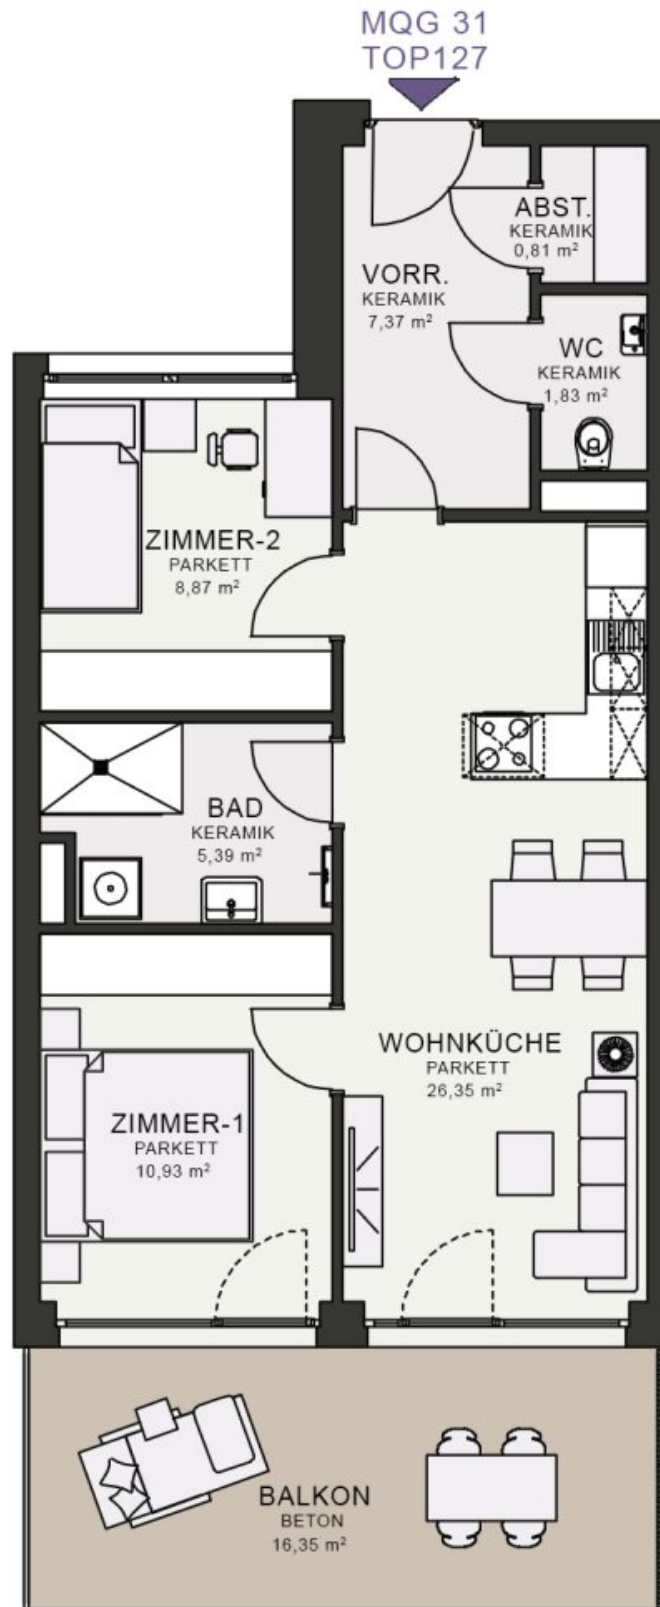 MQG 31
TOP127
ABST.
KERAMIK
0,81 m²
VORR.
KERAMIK
7,37 m²
WC
KERAMIK
1,83 m²
ZIMMER-2
PARKETT
8,87 m²
BAD
KERAMIK
5,39 m²
WOHNKÜCHE
PARKETT
26,35 m²
ZIMMER-1
PARKETT
10,93 m²
BALKON
BETON
16,35 m²